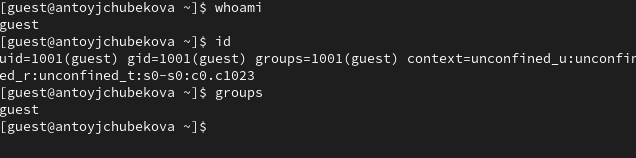 [guest@antoyjchubekova ~]$ whoami
guest
[guest@antoyjchubekova ~]$ id
uid=1001(guest) gid=1001(guest) groups=1001(guest) context=unconfined_u:unconfin
ed_r:unconfined_t:s0-s0:c0.c1023
[guest@antoyjchubekova ~]$ groups
guest
[guest@antoyjchubekova ~]$